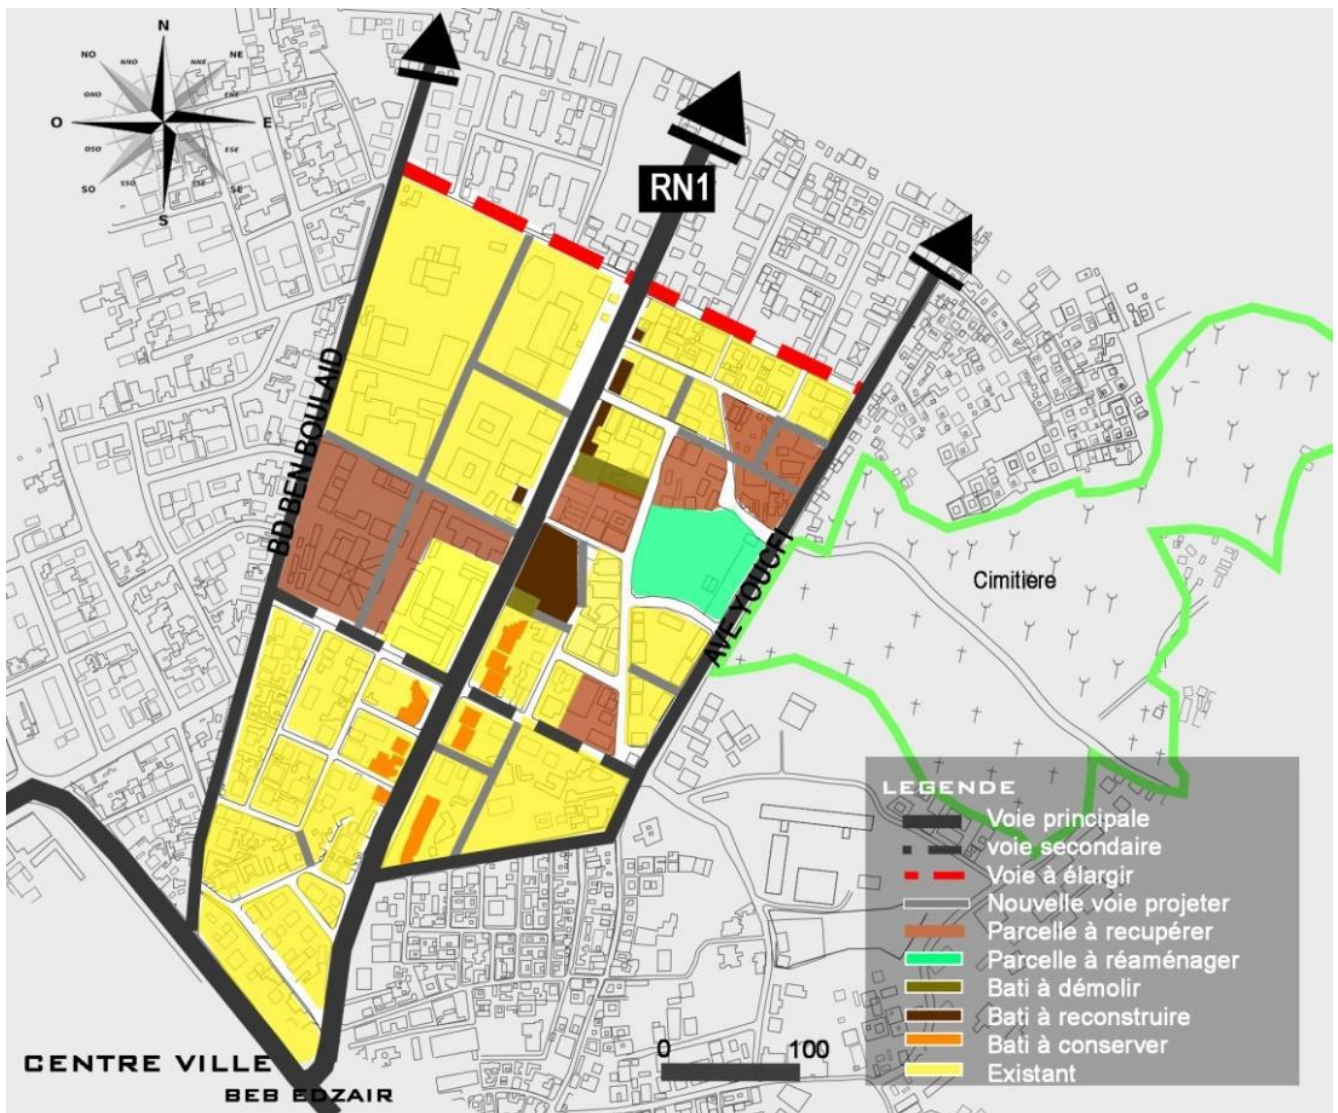 N
NO
NNO
NNE
NE
ONO
ENE
O
E
OSO
ESE
SO
SSO
SSE
SE
S
RN1
BD BEN BOULAID
AVE YOUCFI
Cimitiere
LEGENDE
Voie principale
voie secondaire
Voie à élargir
Nouvelle voie projeter
Parcelle à recupérer
Parcelle à réaménager
Bati à démolir
Bati à reconstruire
Bati à conserver
Existant
0 100
CENTRE VILLE
BEB EDZAIR